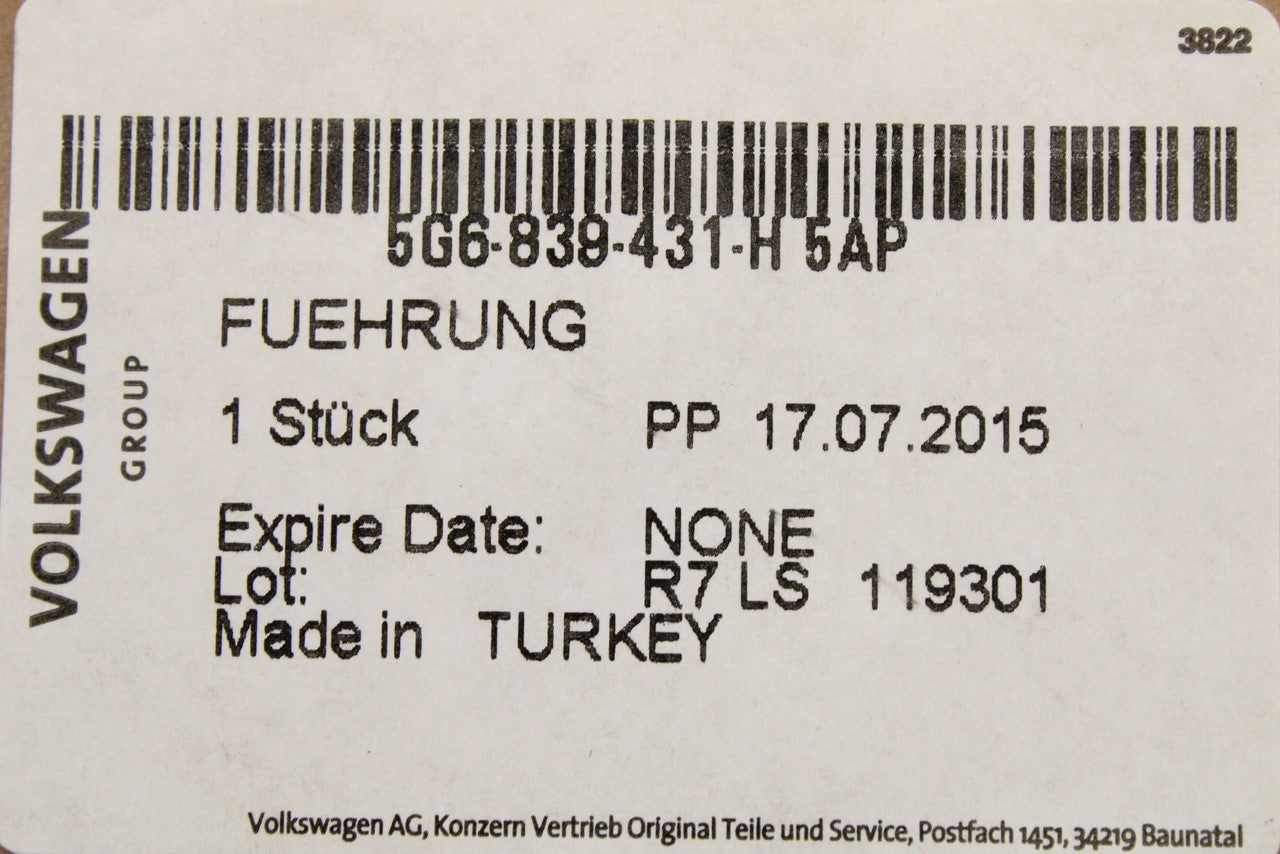 3822
5G6-839-431-H 5AP
VOLKSWAGEN
GROUP
FUEHRUNG
1 Stück PP 17.07.2015
Expire Date: NONE
Lot: R7 LS 119301
Made in TURKEY
Volkswagen AG, Konzern Vertrieb Original Teile und Service, Postfach 1451, 34219 Baunatal